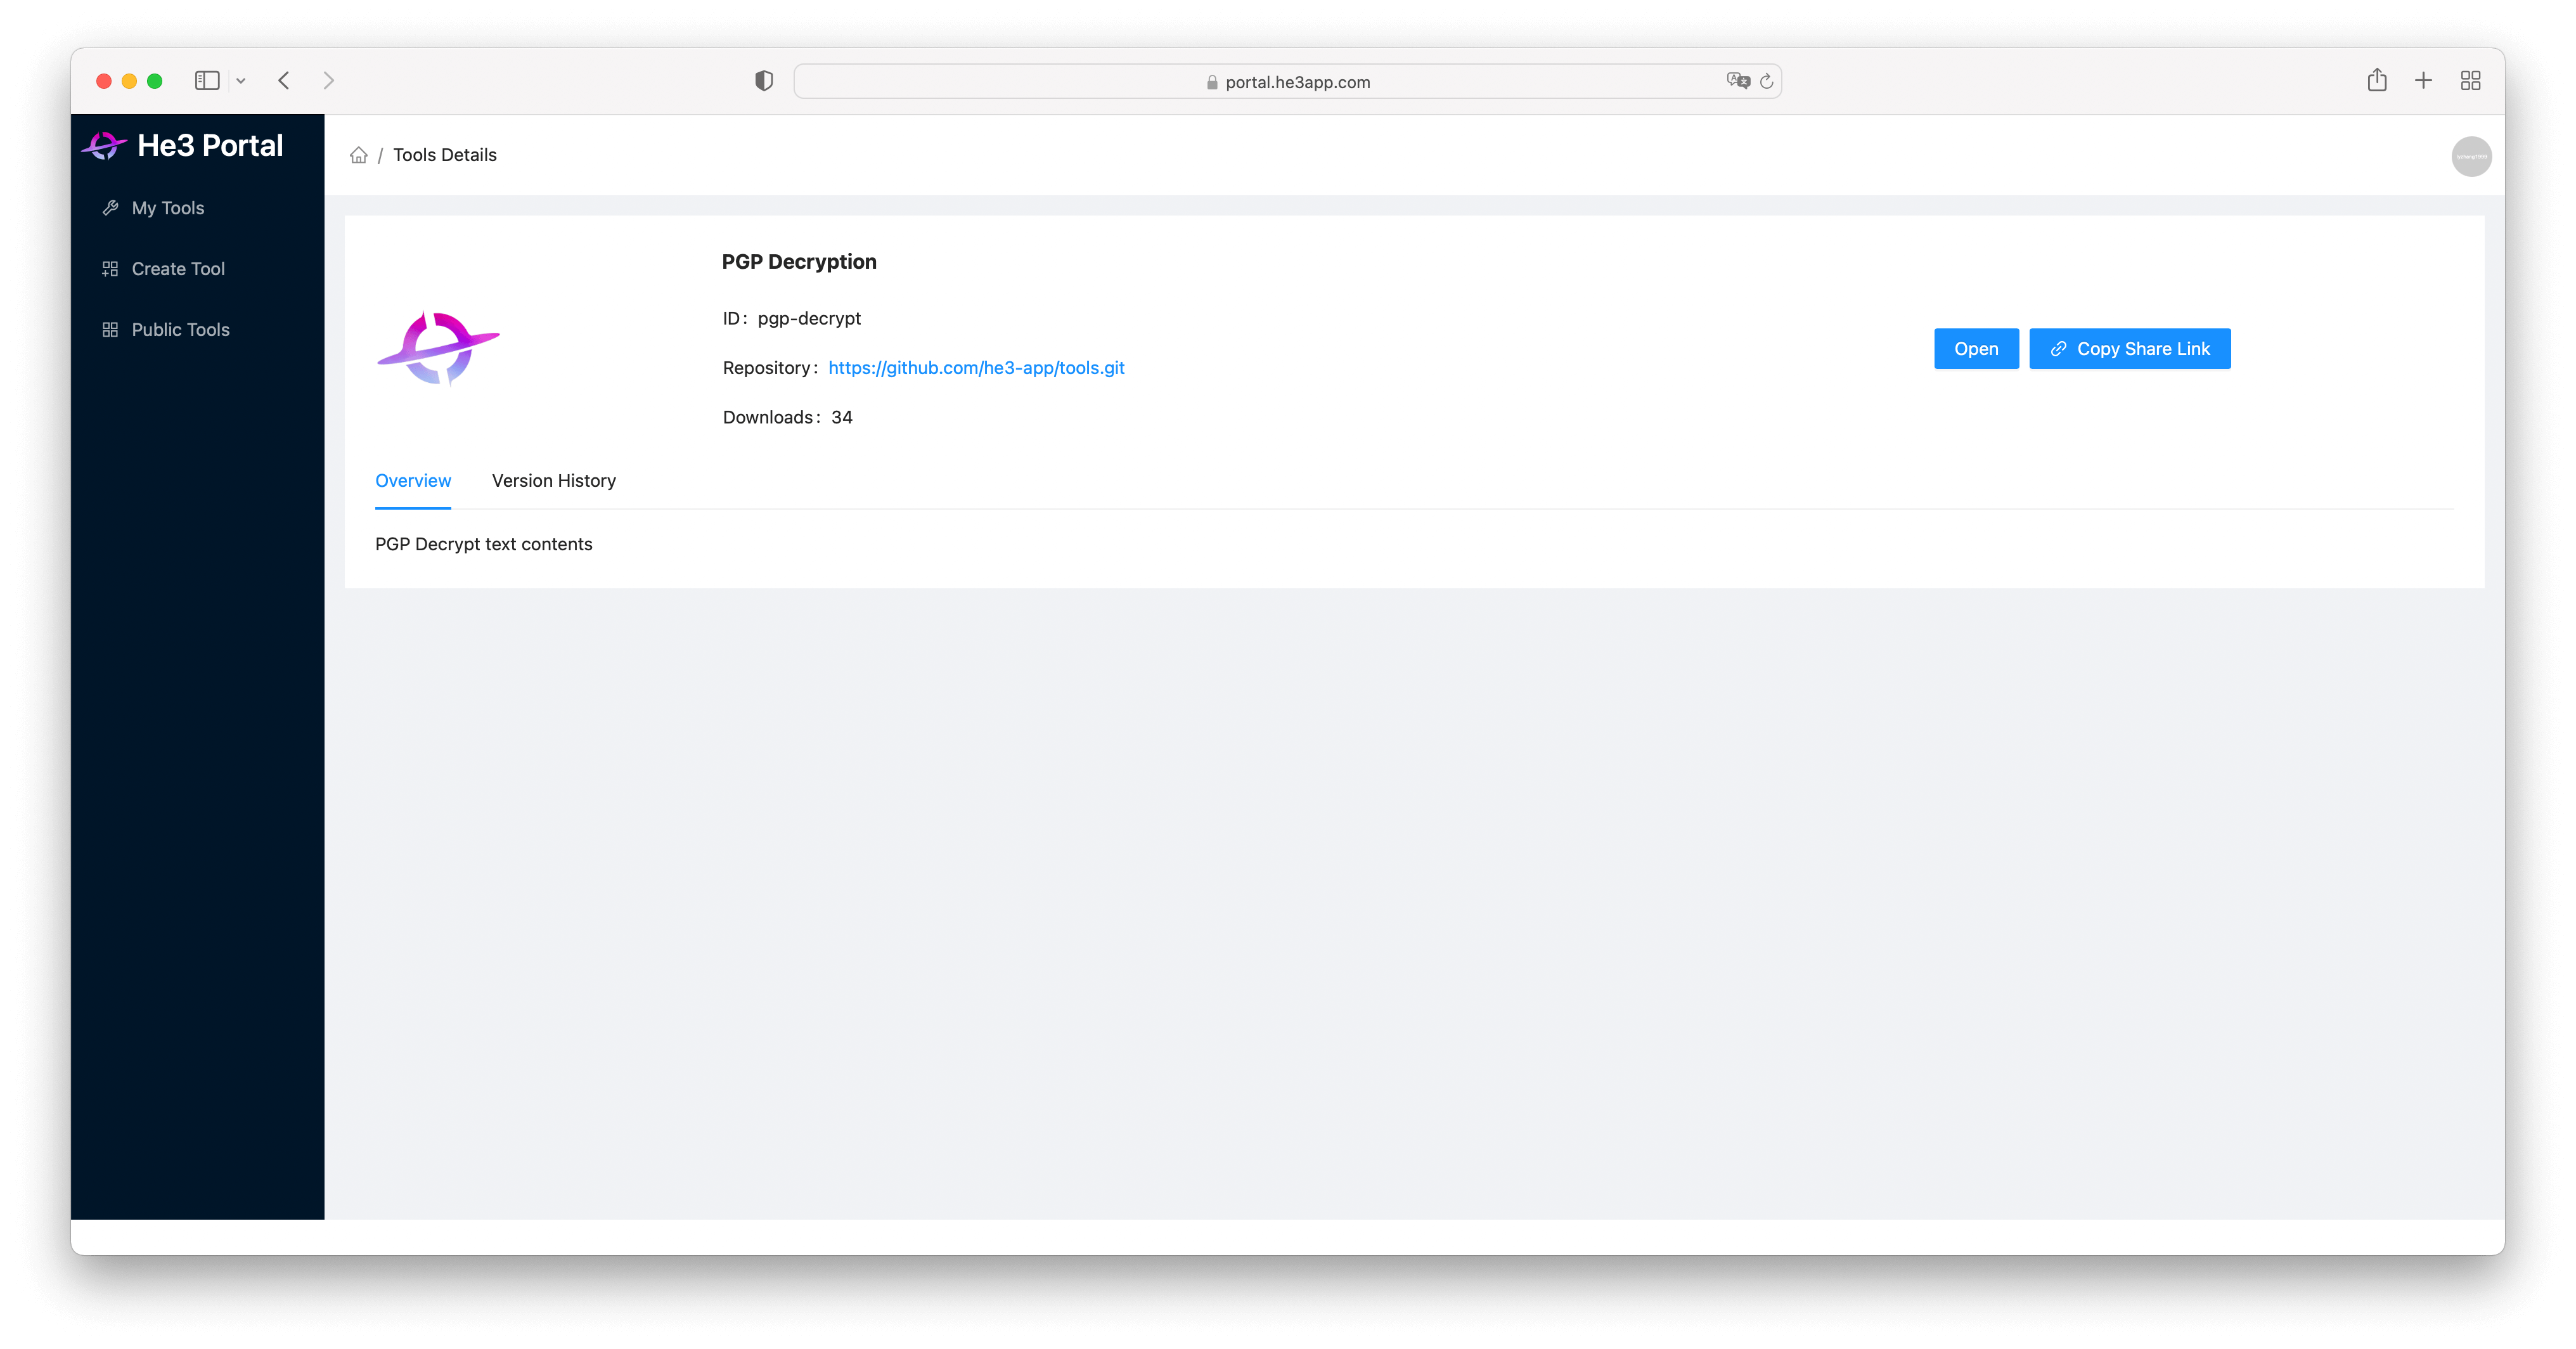 portal.he3app.com
He3 Portal
/ Tools Details
My Tools
Create Tool
Public Tools
PGP Decryption
ID: pgp-decrypt
Repository: https://github.com/he3-app/tools.git
Downloads: 34
Open
Copy Share Link
Overview
Version History
PGP Decrypt text contents